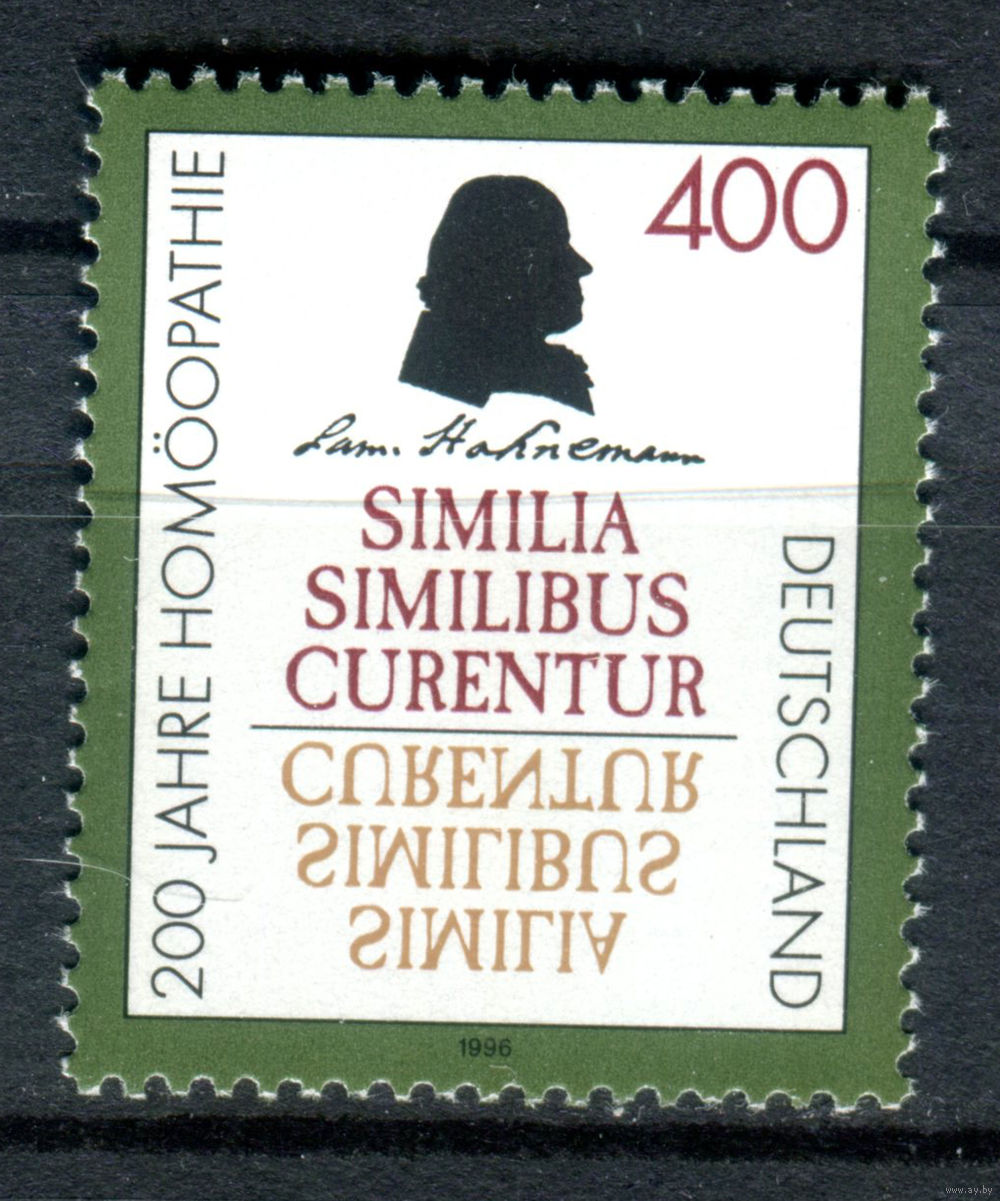 200 JAHRE HOMÖOPATHIE
400
Sam. Hahnemann
SIMILIA
SIMILIBUS
CURENTUR
CURENTUR
SIMILIBUS
SIMILIA
DEUTSCHLAND
1996
www.ay.by